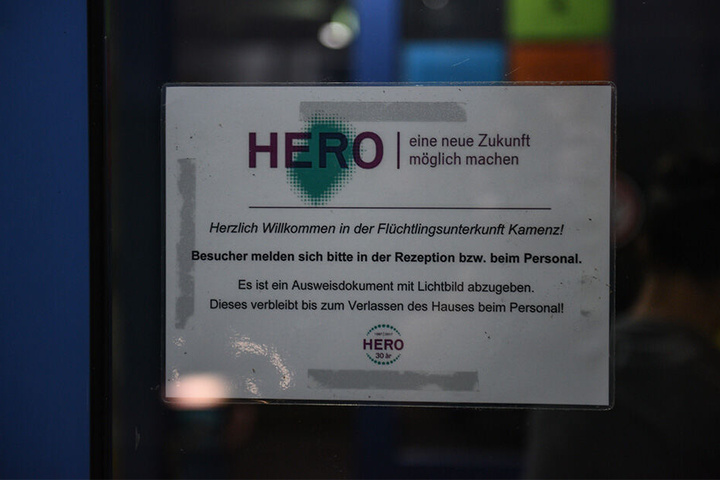 HERO
eine neue Zukunft
möglich machen
Herzlich Willkommen in der Flüchtlingsunterkunft Kamenz!
Besucher melden sich bitte in der Rezeption bzw. beim Personal.
Es ist ein Ausweisdokument mit Lichtbild abzugeben.
Dieses verbleibt bis zum Verlassen des Hauses beim Personal!
HERO
30 år